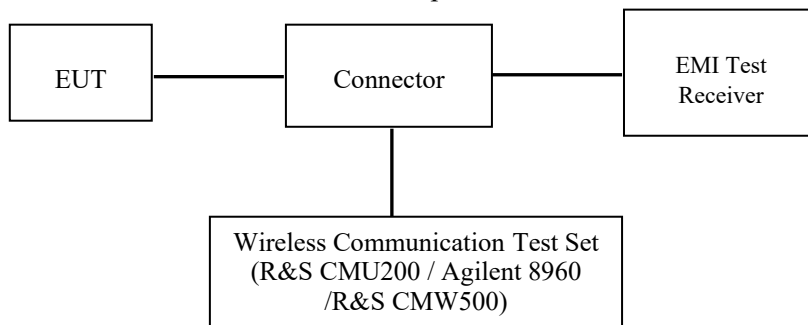 EUT
Connector
EMI Test
Receiver
Wireless Communication Test Set
(R&S CMU200 / Agilent 8960
/R&S CMW500)